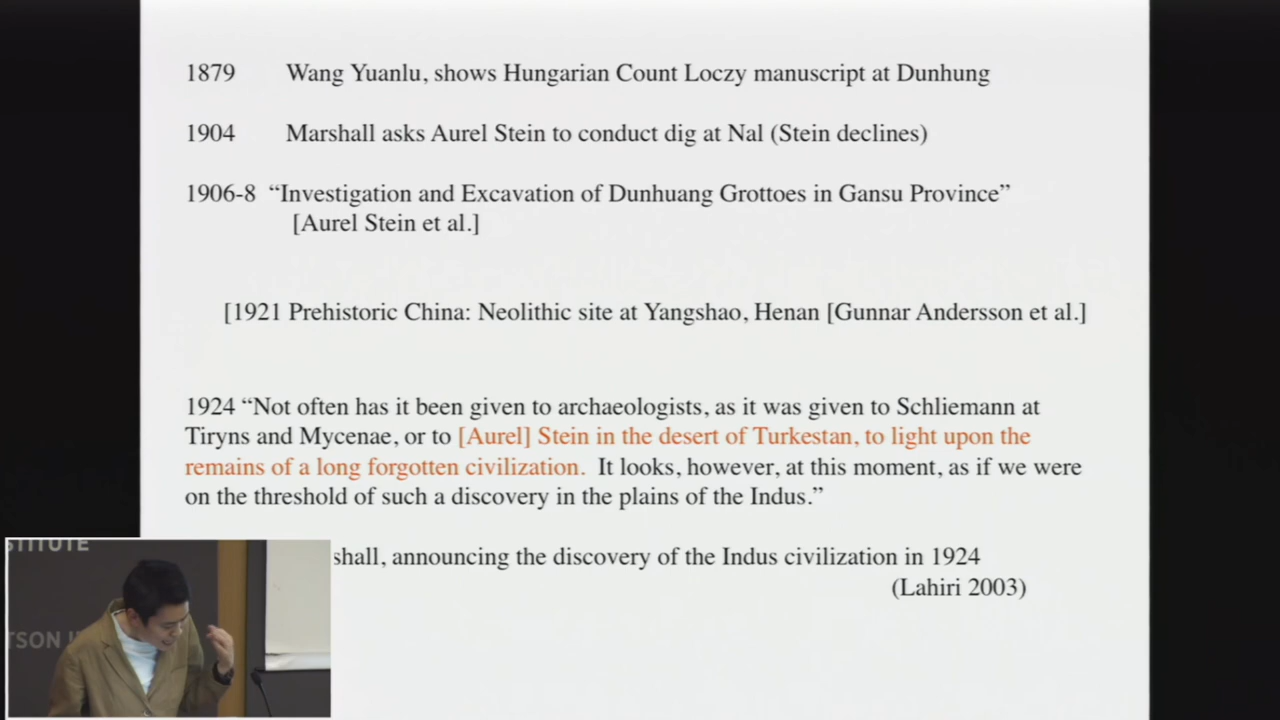 1879 Wang Yuanlu, shows Hungarian Count Loczy manuscript at Dunhung
1904 Marshall asks Aurel Stein to conduct dig at Nal (Stein declines)
1906-8 “Investigation and Excavation of Dunhuang Grottoes in Gansu Province”
[Aurel Stein et al.]
[1921 Prehistoric China: Neolithic site at Yangshao, Henan [Gunnar Andersson et al.]
1924 “Not often has it been given to archaeologists, as it was given to Schliemann at
Tiryns and Mycenae, or to [Aurel] Stein in the desert of Turkestan, to light upon the
remains of a long forgotten civilization. It looks, however, at this moment, as if we were
on the threshold of such a discovery in the plains of the Indus.”
shall, announcing the discovery of the Indus civilization in 1924
(Lahiri 2003)
STITUTE
TSON